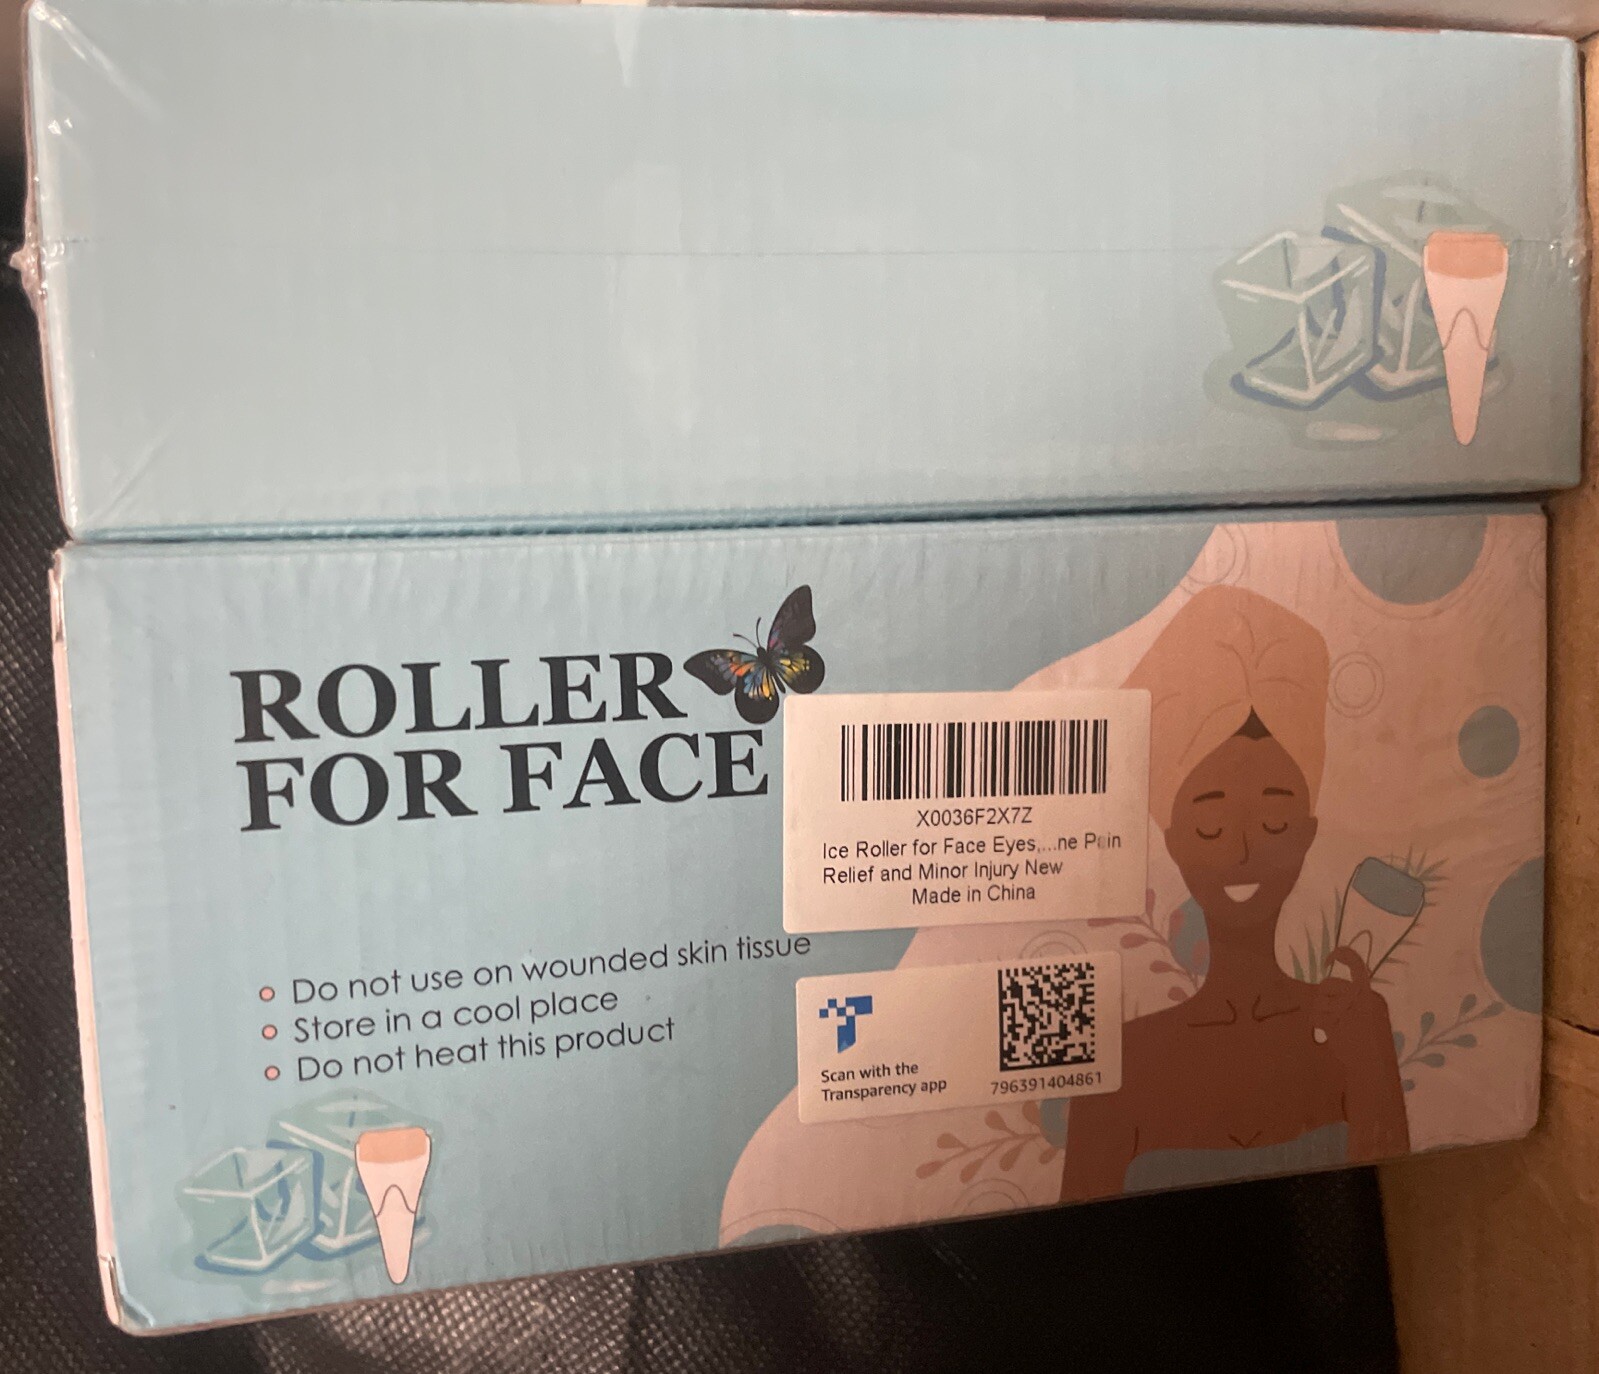 ROLLER
FOR FACE
X0036F2X7Z
Ice Roller for Face Eyes,...ne Pain
Relief and Minor Injury New
Made in China
Do not use on wounded skin tissue
Store in a cool place
Do not heat this product
Scan with the
Transparency app
796391404861